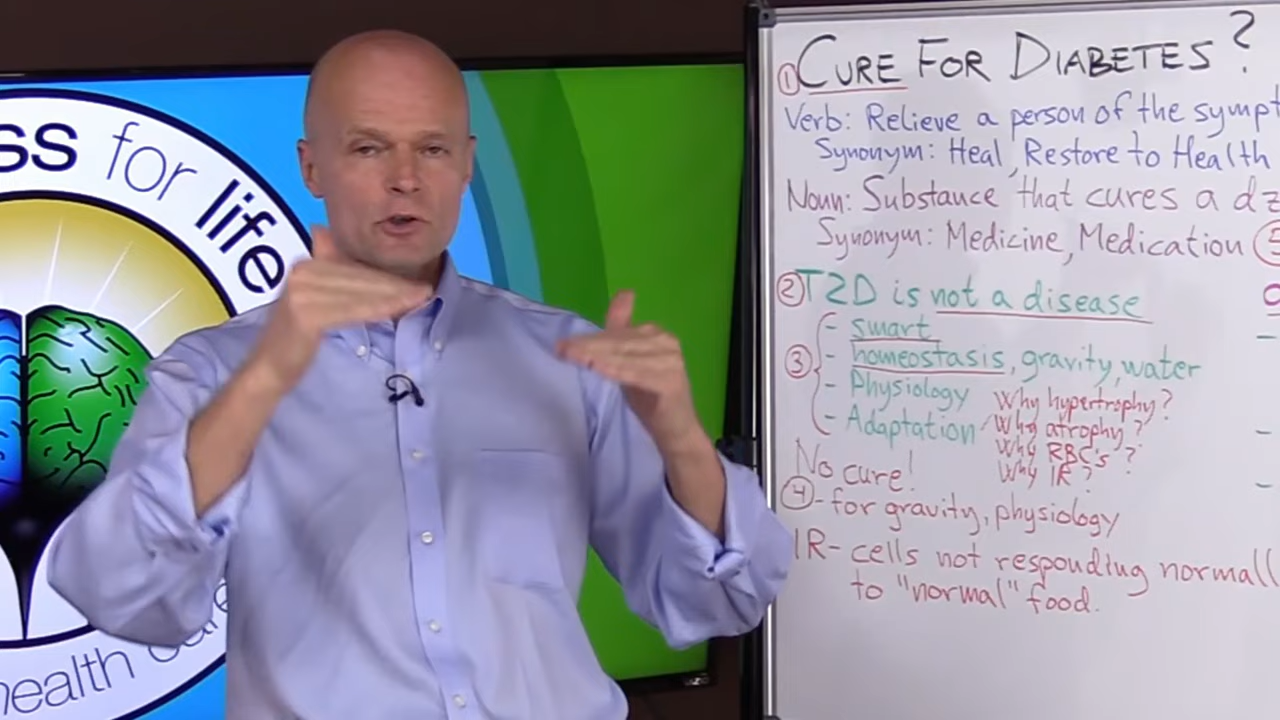 ss for life
health care
① CURE FOR DIABETES?
Verb: Relieve a person of the sympt
Synonym: Heal, Restore to Health
Noun: Substance that cures a dz
Synonym: Medicine, Medication ⑤
② T2D is not a disease
- smart
③ - homeostasis, gravity, water
- Physiology Why hypertrophy?
- Adaptation Why atrophy?
Why RBC's?
Why IR?
No cure!
④ - for gravity, physiology
IR- cells not responding normall
to "normal" food.